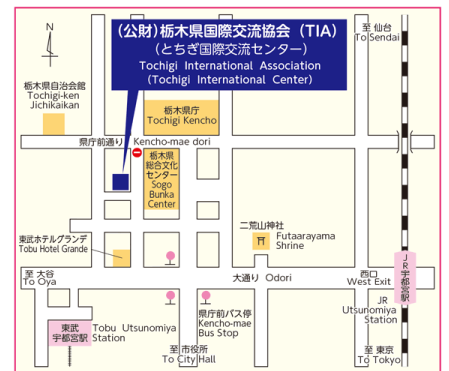 (公財)栃木県国際交流協会(TIA)
(とちぎ国際交流センター)
Tochigi International Association
(Tochigi International Center)
至 仙台
To Sendai
栃木県自治会館
Tochigi-ken
Jichikaikan
栃木県庁
Tochigi Kencho
県庁前通り Kencho-mae dori
栃木県
総合文化
センター
Sogo
Bunka
Center
東武ホテルグランデ
Tobu Hotel Grande
二荒山神社
Futaarayama
Shrine
至 大谷
To Oya
大通り Odori
西口
West Exit
JR宇都宮駅
JR
Utsunomiya
Station
県庁前バス停
Kencho-mae
Bus Stop
東武
宇都宮駅
Tobu Utsunomiya
Station
至 市役所
To City Hall
至 東京
To Tokyo